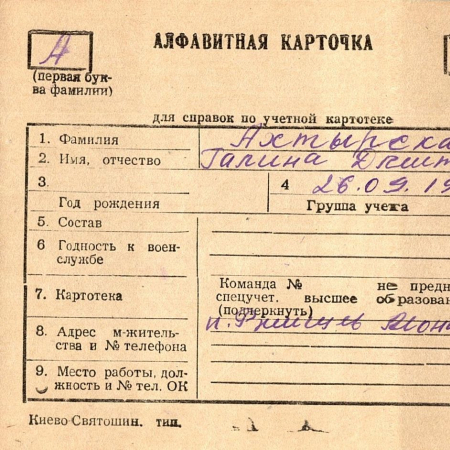 А
АЛФАВИТНАЯ КАРТОЧКА
(первая бук-
ва фамилии)
для справок по учетной картотеке
1. Фамилия Ахтырска
2. Имя, отчество Галина Дмит
3.
4 26.09.19
Год рождения
Группа учета
5. Состав
6 Годность к воен-
службе
7. Картотека
Команда № не предн
спецучет. высшее образован
(подчеркнуть)
8. Адрес м-житель-
ства и № телефона
9. Место работы, дол-
жность и № тел. ОК
Киево-Святошин. тип.